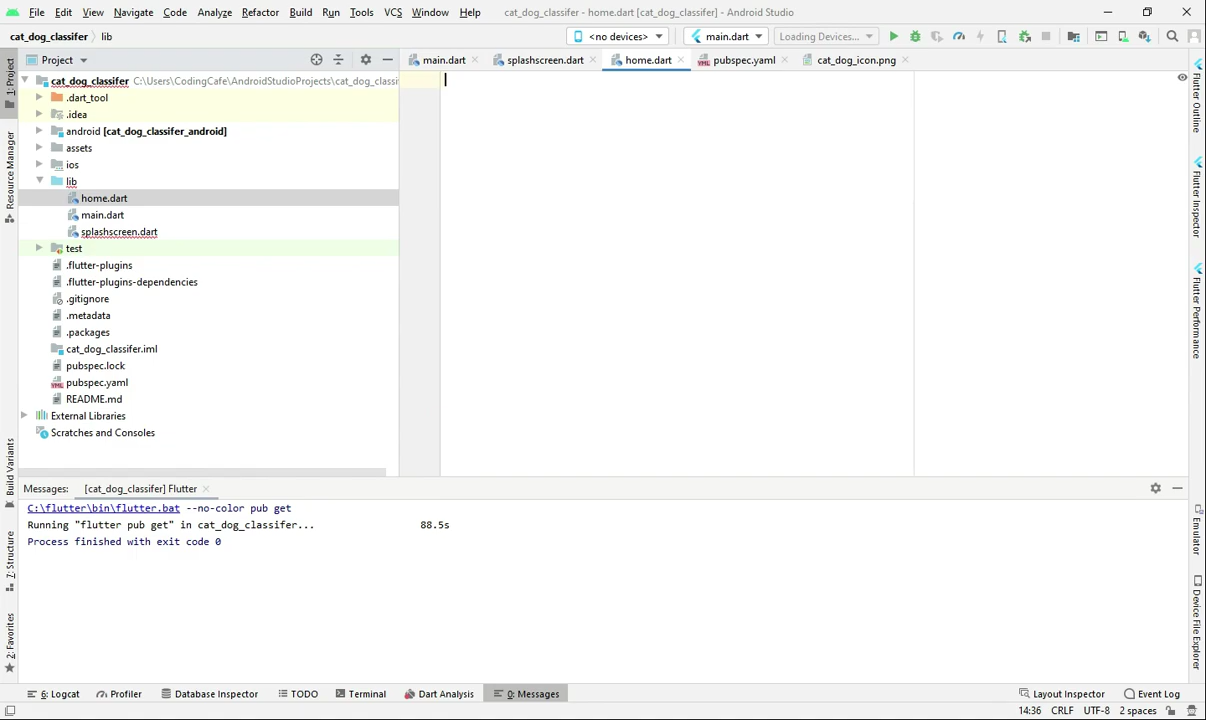 File Edit View Navigate Code Analyze Refactor Build Run Tools VCS Window Help cat_dog_classifer - home.dart [cat_dog_classifer] - Android Studio
cat_dog_classifer lib <no devices> main.dart Loading Devices...
1: Project
Resource Manager
Build Variants
7: Structure
2: Favorites
Project
main.dart splashscreen.dart home.dart pubspec.yaml cat_dog_icon.png
cat_dog_classifer C:\Users\CodingCafe\AndroidStudioProjects\cat_dog_classi
.dart_tool
.idea
android [cat_dog_classifer_android]
assets
ios
lib
home.dart
main.dart
splashscreen.dart
test
.flutter-plugins
.flutter-plugins-dependencies
.gitignore
.metadata
.packages
cat_dog_classifer.iml
pubspec.lock
pubspec.yaml
README.md
External Libraries
Scratches and Consoles
Flutter Outline
Flutter Inspector
Flutter Performance
Emulator
Device File Explorer
Messages: [cat_dog_classifer] Flutter
C:\flutter\bin\flutter.bat --no-color pub get
Running "flutter pub get" in cat_dog_classifer... 88.5s
Process finished with exit code 0
6: Logcat Profiler Database Inspector TODO Terminal Dart Analysis 0: Messages Layout Inspector Event Log
14:36 CRLF UTF-8 2 spaces